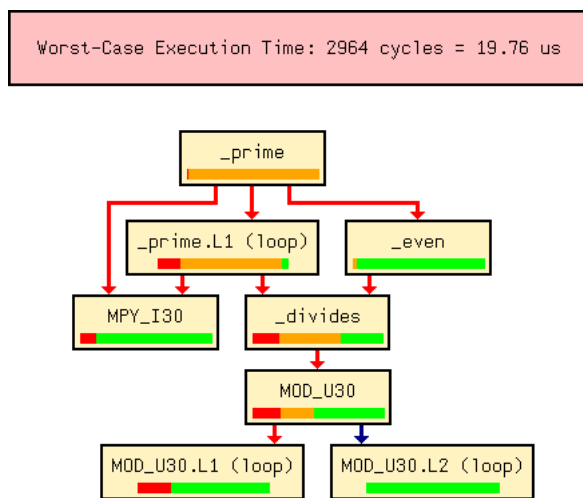 Worst-Case Execution Time: 2964 cycles = 19.76 us
_prime
_prime.L1 (loop)
_even
MPY_I30
_divides
MOD_U30
MOD_U30.L1 (loop)
MOD_U30.L2 (loop)